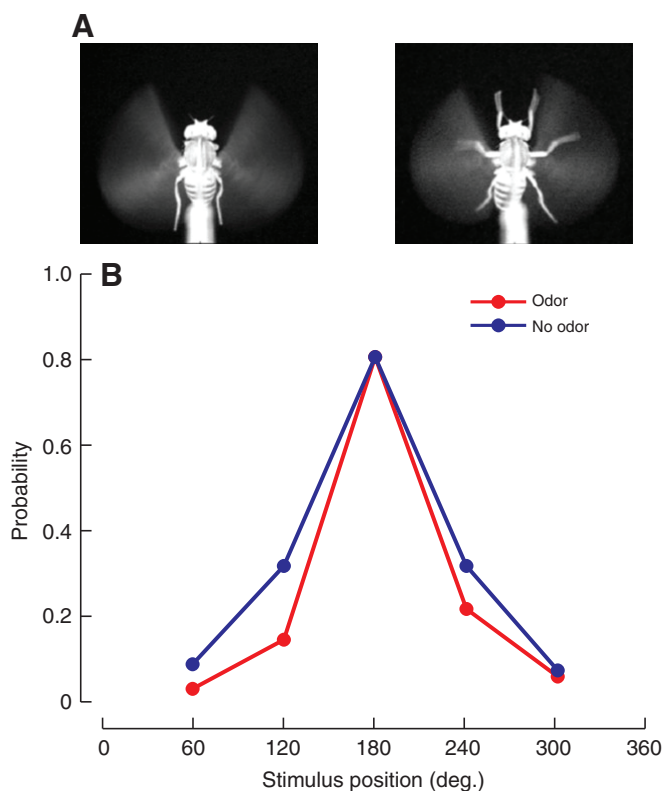 A
B
1.0
0.8
0.6
0.4
0.2
0
Probability
Odor
No odor
0 60 120 180 240 300 360
Stimulus position (deg.)